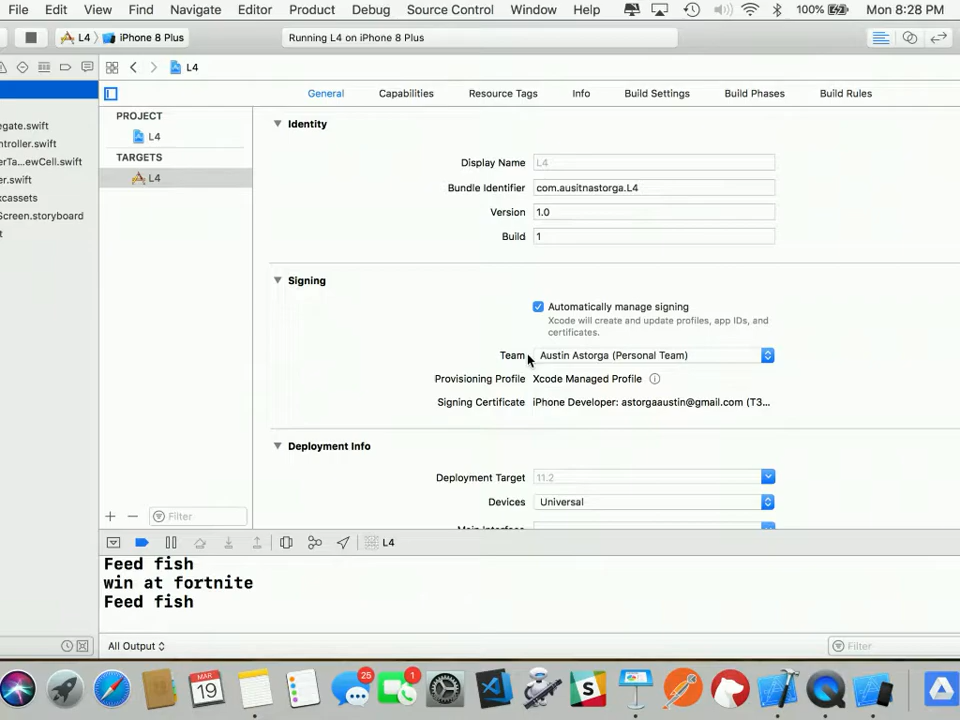 File Edit View Find Navigate Editor Product Debug Source Control Window Help 100% Mon 8:28 PM
L4 iPhone 8 Plus Running L4 on iPhone 8 Plus
L4
General Capabilities Resource Tags Info Build Settings Build Phases Build Rules
PROJECT
L4
TARGETS
L4
egate.swift
ntroller.swift
erTa...ewCell.swift
er.swift
xcassets
Screen.storyboard
t
Identity
Display Name L4
Bundle Identifier com.ausitnastorga.L4
Version 1.0
Build 1
Signing
Automatically manage signing
Xcode will create and update profiles, app IDs, and
certificates.
Team Austin Astorga (Personal Team)
Provisioning Profile Xcode Managed Profile
Signing Certificate iPhone Developer: astorgaaustin@gmail.com (T3...
Deployment Info
Deployment Target 11.2
Devices Universal
Main Interface
Filter
L4
Feed fish
win at fortnite
Feed fish
All Output
Filter
MAR
19
25
1